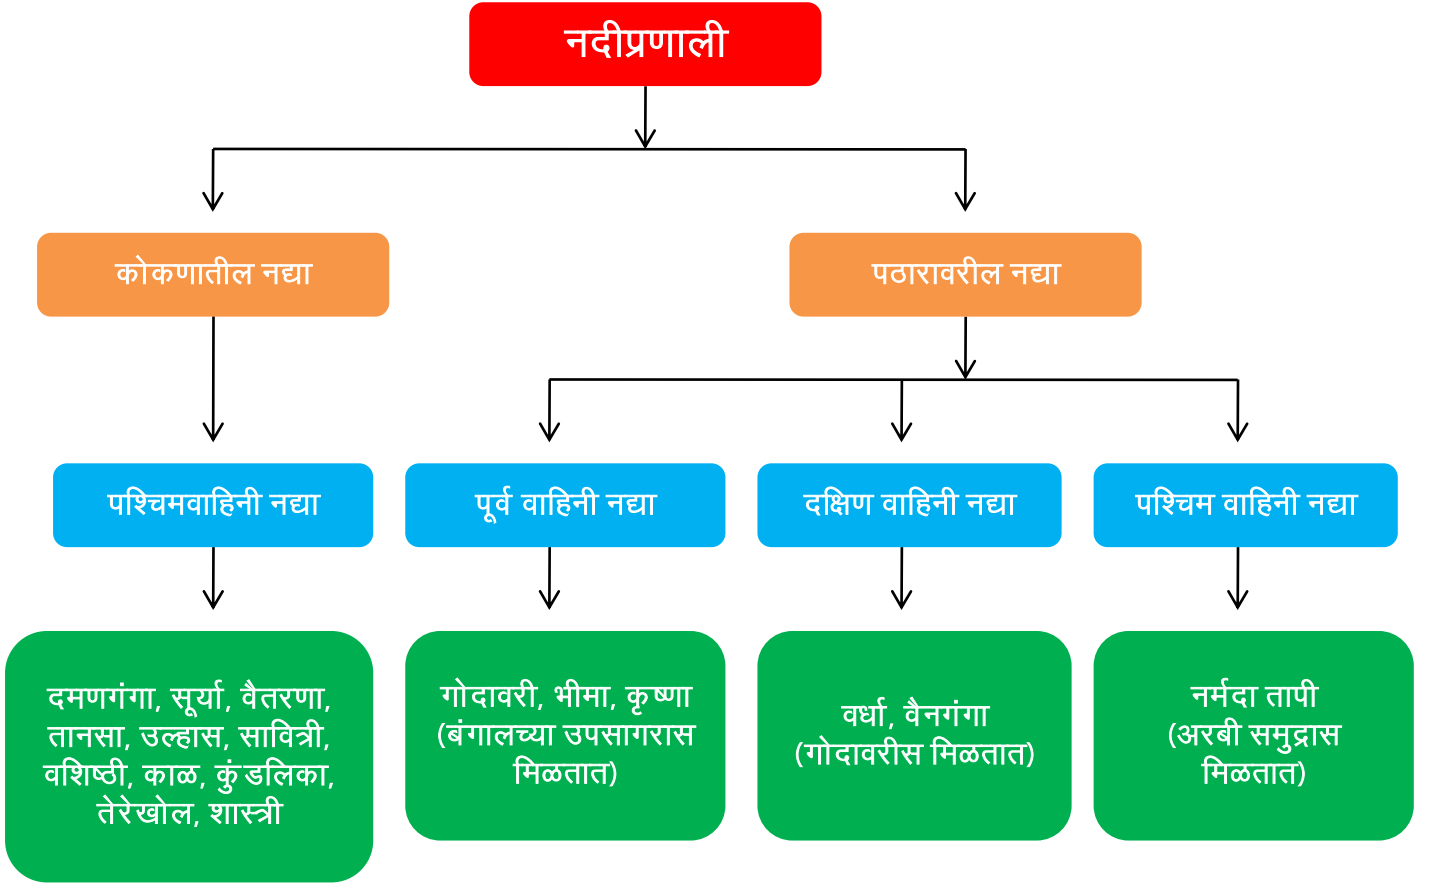 नदीप्रणाली
कोकणातील नद्या
पठारावरील नद्या
पश्चिमवाहिनी नद्या
पूर्व वाहिनी नद्या
दक्षिण वाहिनी नद्या
पश्चिम वाहिनी नद्या
दमणगंगा, सूर्या, वैतरणा,
तानसा, उल्हास, सावित्री,
वशिष्ठी, काळ, कुंडलिका,
तेरेखोल, शास्त्री
गोदावरी, भीमा, कृष्णा
(बंगालच्या उपसागरास
मिळतात)
वर्धा, वैनगंगा
(गोदावरीस मिळतात)
नर्मदा तापी
(अरबी समुद्रास
मिळतात)